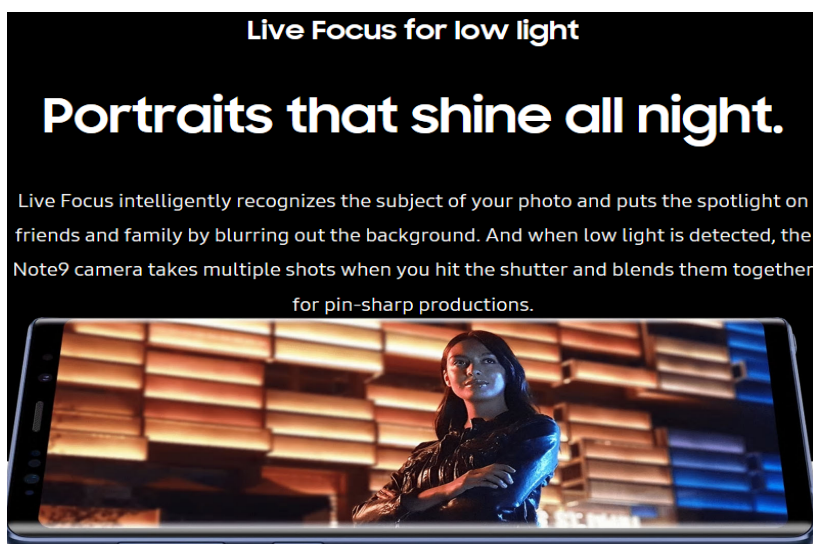 Live Focus for low light
Portraits that shine all night.
Live Focus intelligently recognizes the subject of your photo and puts the spotlight on
friends and family by blurring out the background. And when low light is detected, the
Note9 camera takes multiple shots when you hit the shutter and blends them together
for pin-sharp productions.